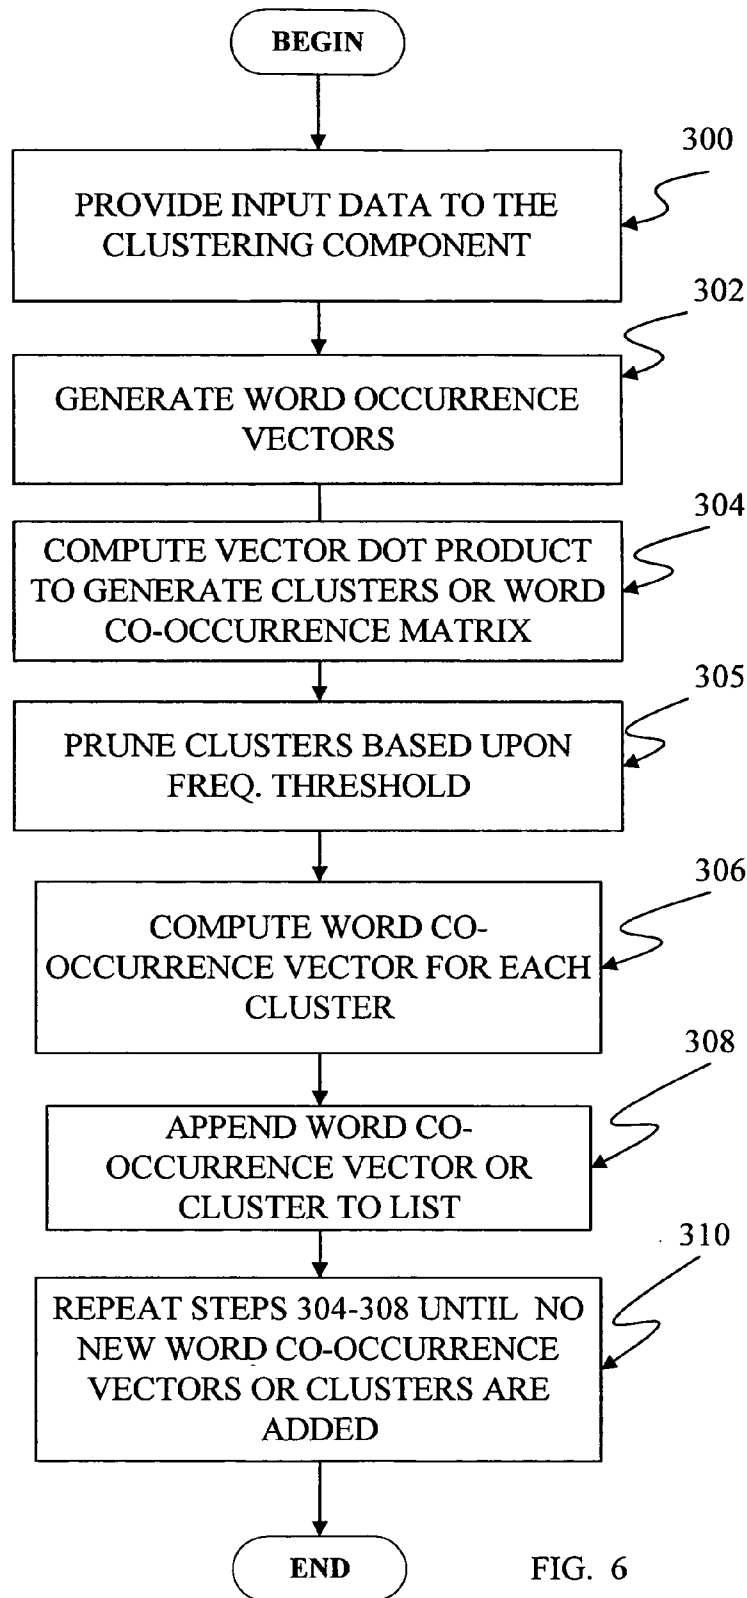 BEGIN
300
PROVIDE INPUT DATA TO THE
CLUSTERING COMPONENT
302
GENERATE WORD OCCURRENCE
VECTORS
304
COMPUTE VECTOR DOT PRODUCT
TO GENERATE CLUSTERS OR WORD
CO-OCCURRENCE MATRIX
305
PRUNE CLUSTERS BASED UPON
FREQ. THRESHOLD
306
COMPUTE WORD CO-
OCCURRENCE VECTOR FOR EACH
CLUSTER
308
APPEND WORD CO-
OCCURRENCE VECTOR OR
CLUSTER TO LIST
310
REPEAT STEPS 304-308 UNTIL NO
NEW WORD CO-OCCURRENCE
VECTORS OR CLUSTERS ARE
ADDED
END
FIG. 6